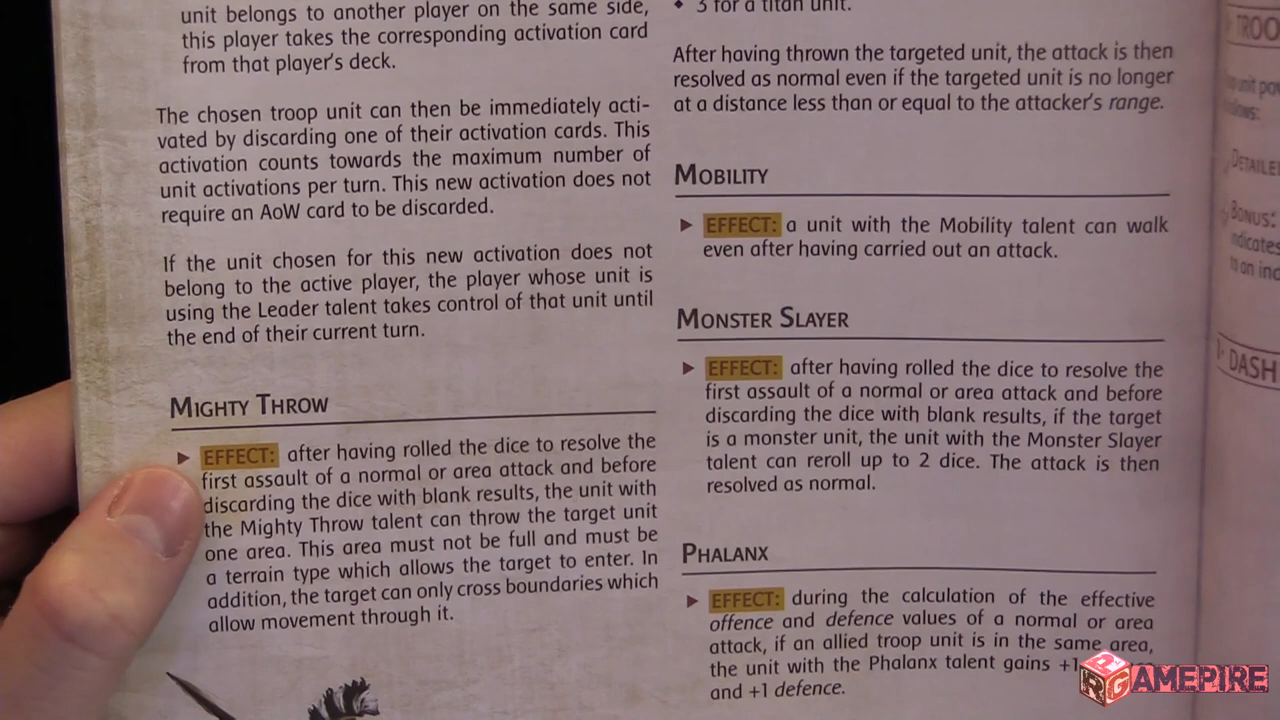 unit belongs to another player on the same side,
this player takes the corresponding activation card
from that player's deck.
The chosen troop unit can then be immediately acti-
vated by discarding one of their activation cards. This
activation counts towards the maximum number of
unit activations per turn. This new activation does not
require an AoW card to be discarded.
If the unit chosen for this new activation does not
belong to the active player, the player whose unit is
using the Leader talent takes control of that unit until
the end of their current turn.
MIGHTY THROW
EFFECT: after having rolled the dice to resolve the
first assault of a normal or area attack and before
discarding the dice with blank results, the unit with
the Mighty Throw talent can throw the target unit
one area. This area must not be full and must be
a terrain type which allows the target to enter. In
addition, the target can only cross boundaries which
allow movement through it.
3 for a titan unit.
After having thrown the targeted unit, the attack is then
resolved as normal even if the targeted unit is no longer
at a distance less than or equal to the attacker's range.
MOBILITY
EFFECT: a unit with the Mobility talent can walk
even after having carried out an attack.
MONSTER SLAYER
EFFECT: after having rolled the dice to resolve the
first assault of a normal or area attack and before
discarding the dice with blank results, if the target
is a monster unit, the unit with the Monster Slayer
talent can reroll up to 2 dice. The attack is then
resolved as normal.
PHALANX
EFFECT: during the calculation of the effective
offence and defence values of a normal or area
attack, if an allied troop unit is in the same area,
the unit with the Phalanx talent gains +1
and +1 defence.
BONUS:
DASH
GAMEPIRE